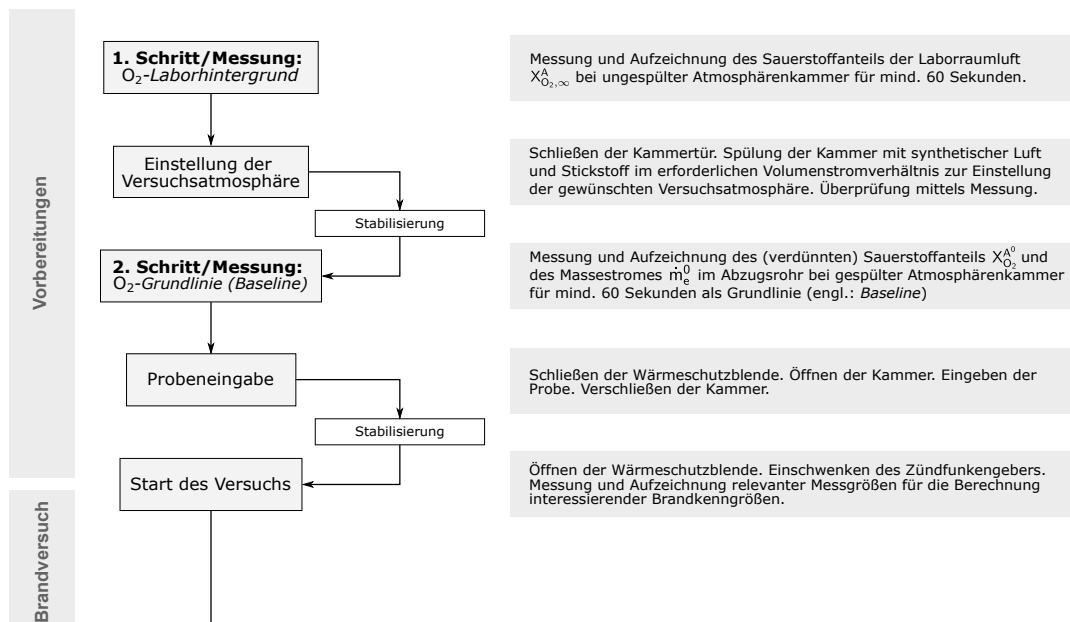 Vorbereitungen
1. Schritt/Messung:
O₂-Laborhintergrund
Messung und Aufzeichnung des Sauerstoffanteils der Laborraumluft
X^A_O₂,∞ bei ungespülter Atmosphärenkammer für mind. 60 Sekunden.
Einstellung der
Versuchsatmosphäre
Schließen der Kammertür. Spülung der Kammer mit synthetischer Luft
und Stickstoff im erforderlichen Volumenstromverhältnis zur Einstellung
der gewünschten Versuchsatmosphäre. Überprüfung mittels Messung.
Stabilisierung
2. Schritt/Messung:
O₂-Grundlinie (Baseline)
Messung und Aufzeichnung des (verdünnten) Sauerstoffanteils X^A⁰_O₂ und
des Massestromes ṁ⁰_e im Abzugsrohr bei gespülter Atmosphärenkammer
für mind. 60 Sekunden als Grundlinie (engl.: Baseline)
Probeneingabe
Schließen der Wärmeschutzblende. Öffnen der Kammer. Eingeben der
Probe. Verschließen der Kammer.
Stabilisierung
Brandversuch
Start des Versuchs
Öffnen der Wärmeschutzblende. Einschwenken des Zündfunkengebers.
Messung und Aufzeichnung relevanter Messgrößen für die Berechnung
interessierender Brandkenngrößen.